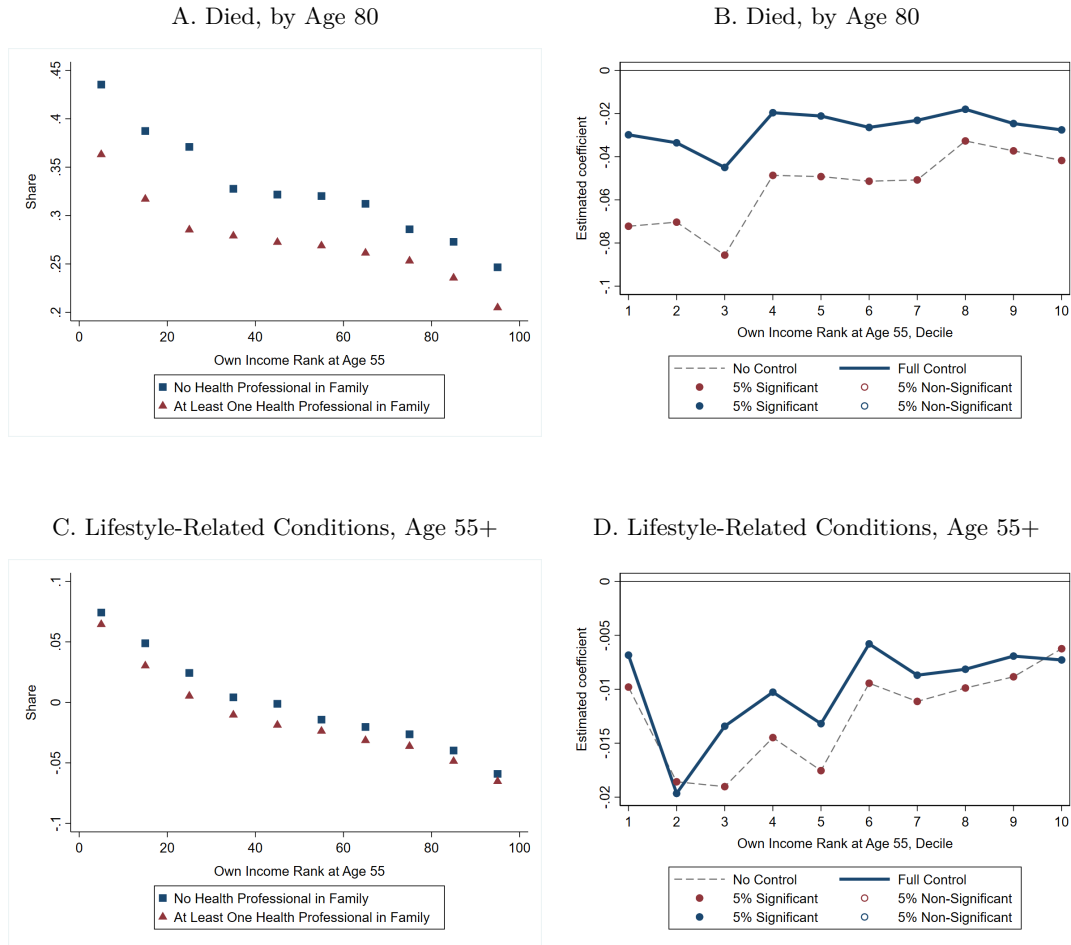 A. Died, by Age 80
.45
.4
.35
.3
.25
.2
Share
0 20 40 60 80 100
Own Income Rank at Age 55
No Health Professional in Family
At Least One Health Professional in Family
B. Died, by Age 80
0
-.02
-.04
-.06
-.08
-.1
Estimated coefficient
1 2 3 4 5 6 7 8 9 10
Own Income Rank at Age 55, Decile
No Control Full Control
5% Significant 5% Non-Significant
5% Significant 5% Non-Significant
C. Lifestyle-Related Conditions, Age 55+
.1
.05
0
-.05
-.1
Share
0 20 40 60 80 100
Own Income Rank at Age 55
No Health Professional in Family
At Least One Health Professional in Family
D. Lifestyle-Related Conditions, Age 55+
0
-.005
-.01
-.015
-.02
Estimated coefficient
1 2 3 4 5 6 7 8 9 10
Own Income Rank at Age 55, Decile
No Control Full Control
5% Significant 5% Non-Significant
5% Significant 5% Non-Significant